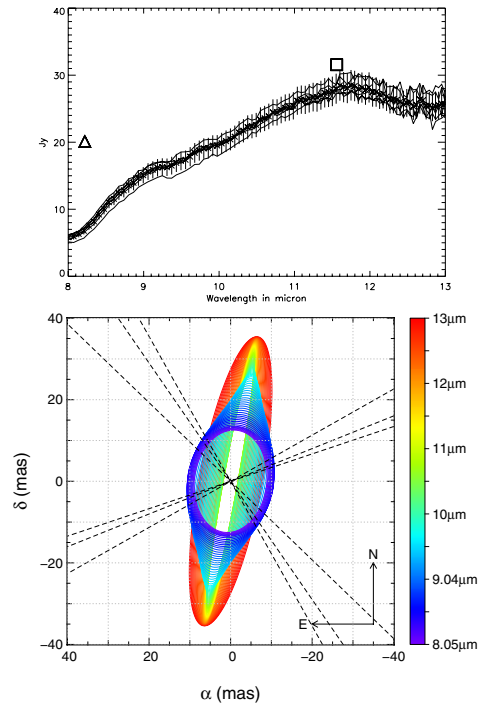 40
30
20
10
0
Jy
8 9 10 11 12 13
Wavelength in micron
40
20
0
−20
−40
δ (mas)
40 20 0 −20 −40
α (mas)
N
E
13μm
11μm
10μm
9.04μm
8.05μm